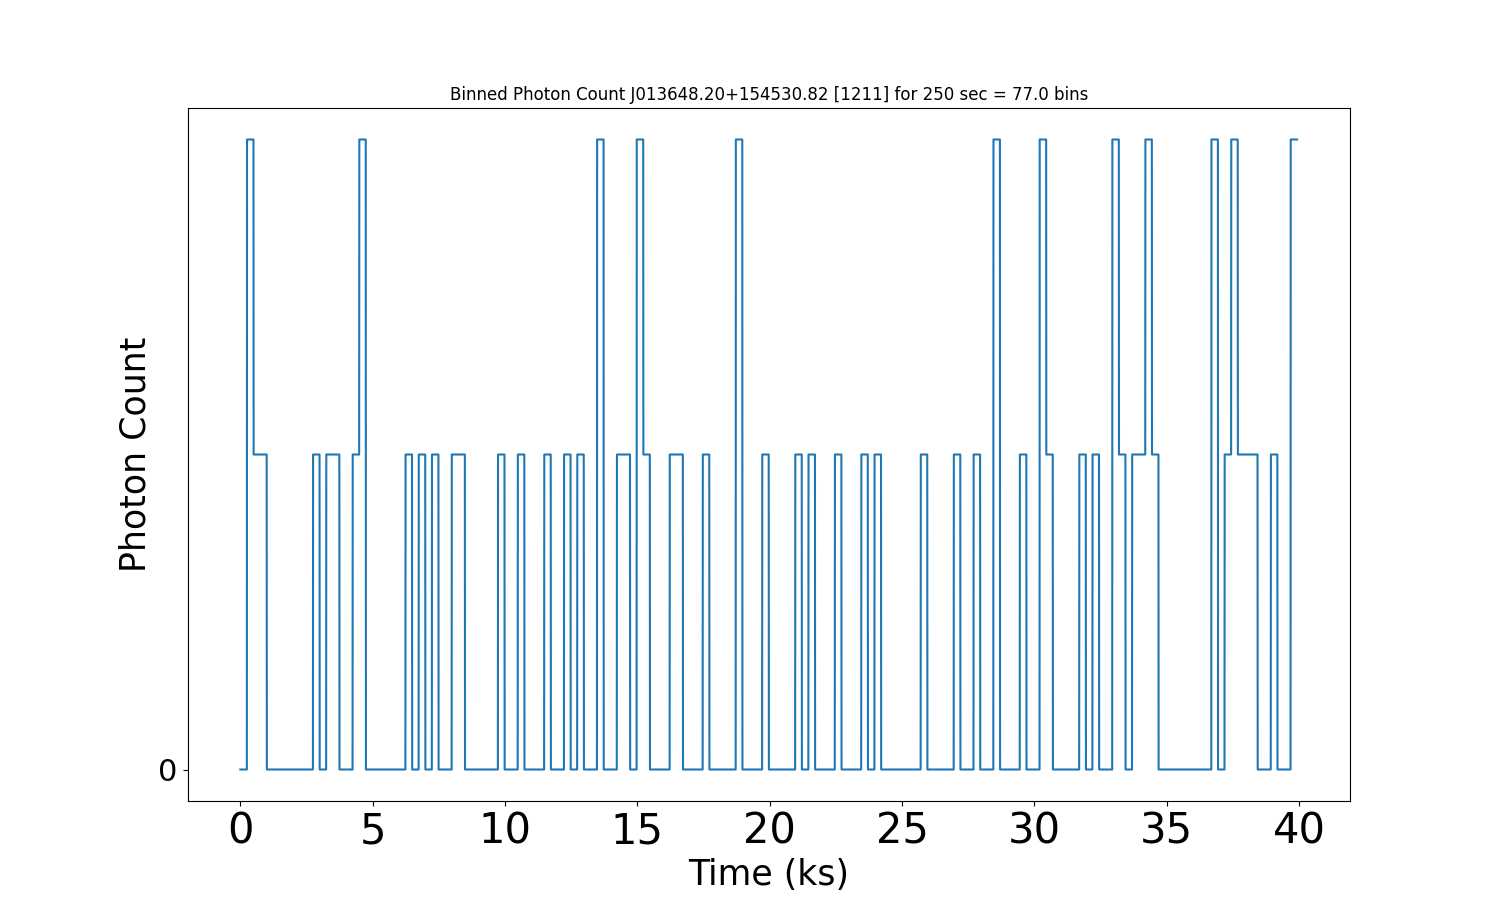 Binned Photon Count J013648.20+154530.82 [1211] for 250 sec = 77.0 bins
Photon Count
0
0 5 10 15 20 25 30 35 40
Time (ks)